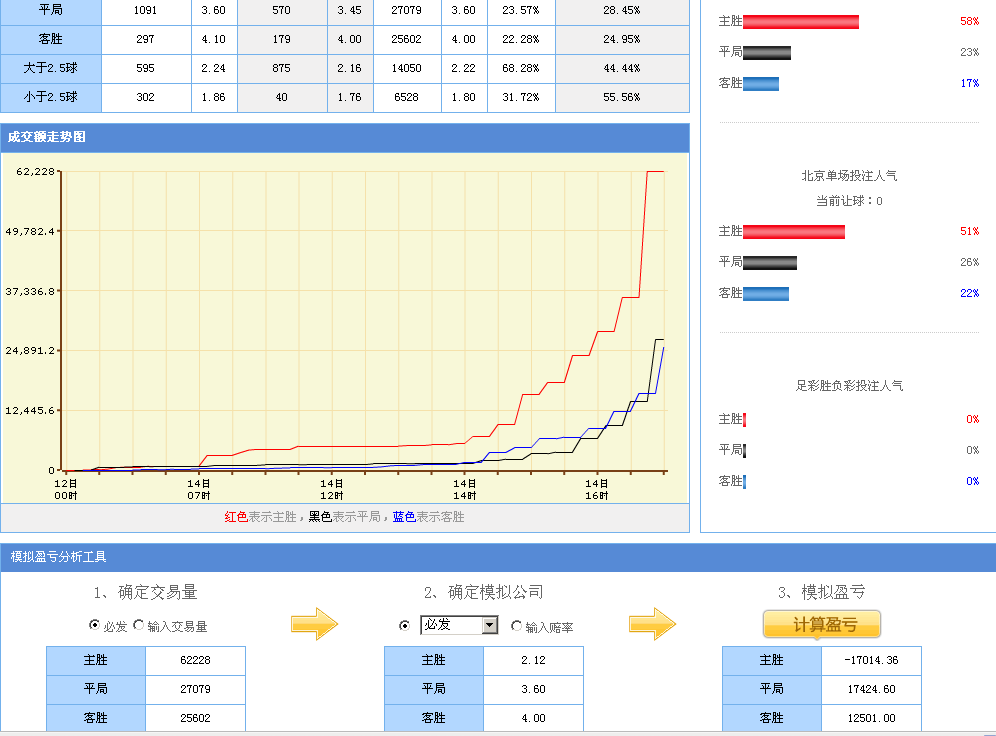 平局 1091 3.60 570 3.45 27079 3.60 23.57% 28.45%
客胜 297 4.10 179 4.00 25602 4.00 22.28% 24.95%
大于2.5球 595 2.24 875 2.16 14050 2.22 68.28% 44.44%
小于2.5球 302 1.86 40 1.76 6528 1.80 31.72% 55.56%
成交额走势图
62,228
49,782.4
37,336.8
24,891.2
12,445.6
0
12日 14日 14日 14日 14日
00时 07时 12时 14时 16时
红色表示主胜，黑色表示平局，蓝色表示客胜
主胜 58%
平局 23%
客胜 17%
北京单场投注人气
当前让球：0
主胜 51%
平局 26%
客胜 22%
足彩胜负彩投注人气
主胜 0%
平局 0%
客胜 0%
模拟盈亏分析工具
1、确定交易量
必发 输入交易量
主胜 62228
平局 27079
客胜 25602
2、确定模拟公司
必发 输入赔率
主胜 2.12
平局 3.60
客胜 4.00
3、模拟盈亏
计算盈亏
主胜 -17014.36
平局 17424.60
客胜 12501.00